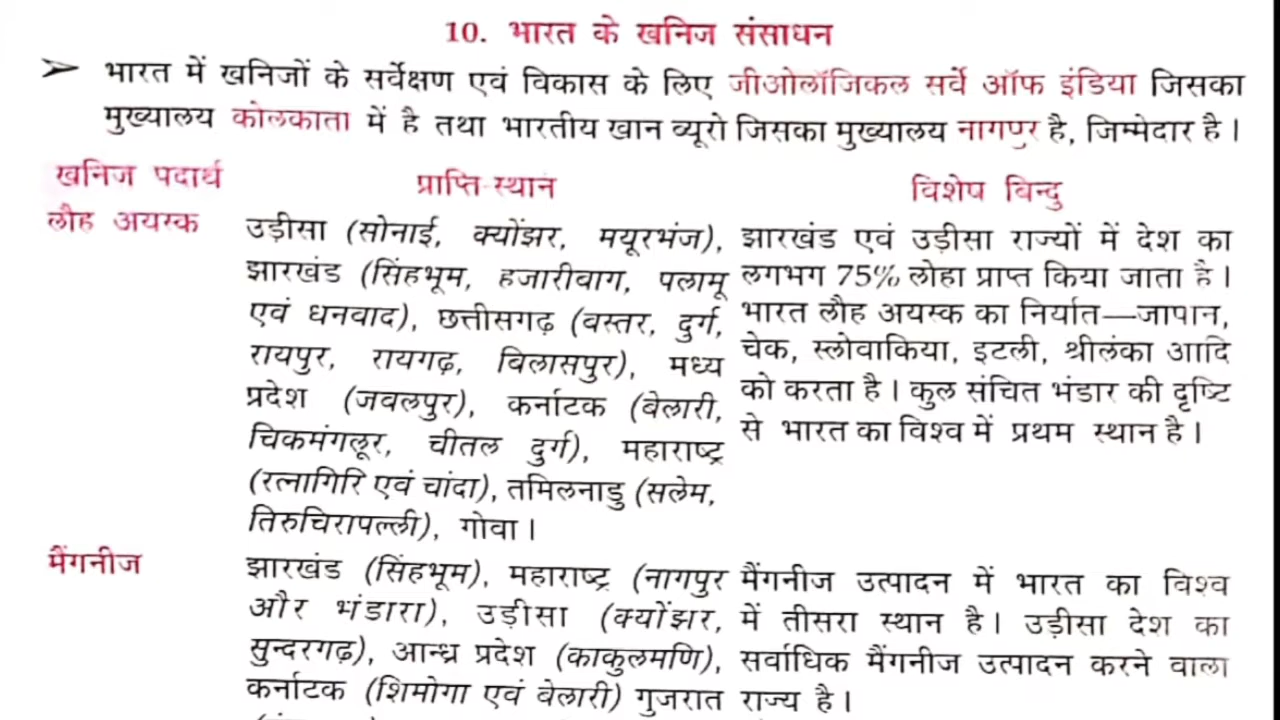 10. भारत के खनिज संसाधन
➢ भारत में खनिजों के सर्वेक्षण एवं विकास के लिए जीओलॉजिकल सर्वे ऑफ इंडिया जिसका
मुख्यालय कोलकाता में है तथा भारतीय खान ब्यूरो जिसका मुख्यालय नागपुर है, जिम्मेदार है ।
खनिज पदार्थ
प्राप्ति-स्थान
विशेष बिन्दु
लौह अयस्क
उड़ीसा (सोनाई, क्योंझर, मयूरभंज),
झारखंड (सिंहभूम, हजारीबाग, पलामू
एवं धनबाद), छत्तीसगढ़ (बस्तर, दुर्ग,
रायपुर, रायगढ़, बिलासपुर), मध्य
प्रदेश (जबलपुर), कर्नाटक (बेलारी,
चिकमंगलूर, चीतल दुर्ग), महाराष्ट्र
(रत्नागिरि एवं चांदा), तमिलनाडु (सलेम,
तिरुचिरापल्ली), गोवा ।
झारखंड एवं उड़ीसा राज्यों में देश का
लगभग 75% लोहा प्राप्त किया जाता है ।
भारत लौह अयस्क का निर्यात—जापान,
चेक, स्लोवाकिया, इटली, श्रीलंका आदि
को करता है । कुल संचित भंडार की दृष्टि
से भारत का विश्व में प्रथम स्थान है ।
मैंगनीज
झारखंड (सिंहभूम), महाराष्ट्र (नागपुर
और भंडारा), उड़ीसा (क्योंझर,
सुन्दरगढ़), आन्ध्र प्रदेश (काकुलमणि),
कर्नाटक (शिमोगा एवं बेलारी) गुजरात
मैंगनीज उत्पादन में भारत का विश्व
में तीसरा स्थान है । उड़ीसा देश का
सर्वाधिक मैंगनीज उत्पादन करने वाला
राज्य है ।